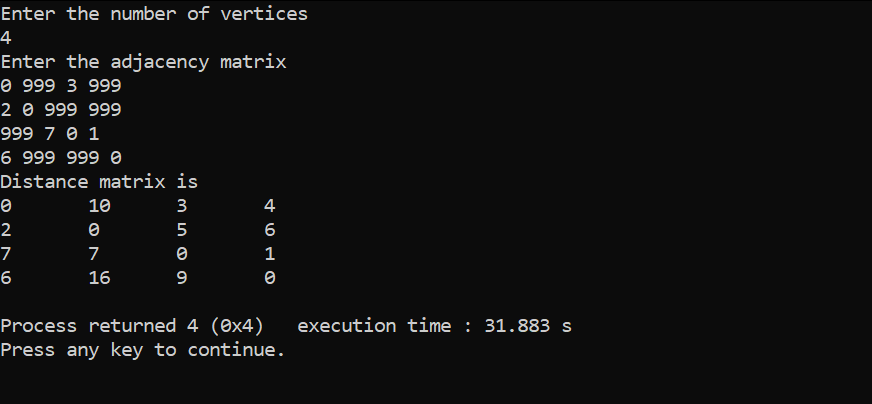 Enter the number of vertices
4
Enter the adjacency matrix
0 999 3 999
2 0 999 999
999 7 0 1
6 999 999 0
Distance matrix is
0       10      3       4
2       0       5       6
7       7       0       1
6       16      9       0
Process returned 4 (0x4)   execution time : 31.883 s
Press any key to continue.